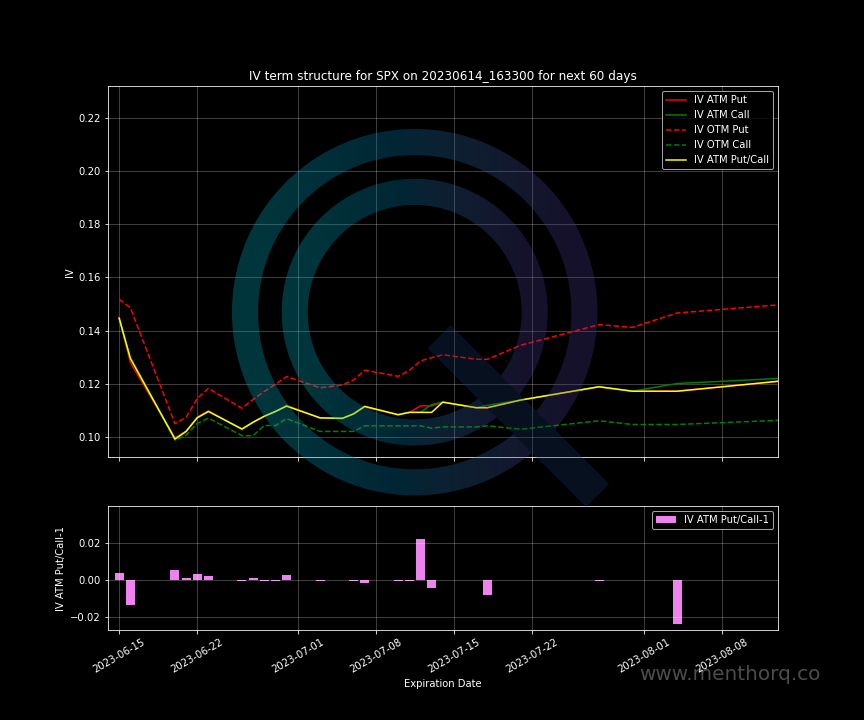 IV term structure for SPX on 20230614_163300 for next 60 days
IV ATM Put
IV ATM Call
IV OTM Put
IV OTM Call
IV ATM Put/Call
0.22
0.20
0.18
0.16
0.14
0.12
0.10
IV
IV ATM Put/Call-1
0.02
0.00
−0.02
IV ATM Put/Call-1
2023-06-15
2023-06-22
2023-07-01
2023-07-08
2023-07-15
2023-07-22
2023-08-01
2023-08-08
Expiration Date
www.menthorq.co